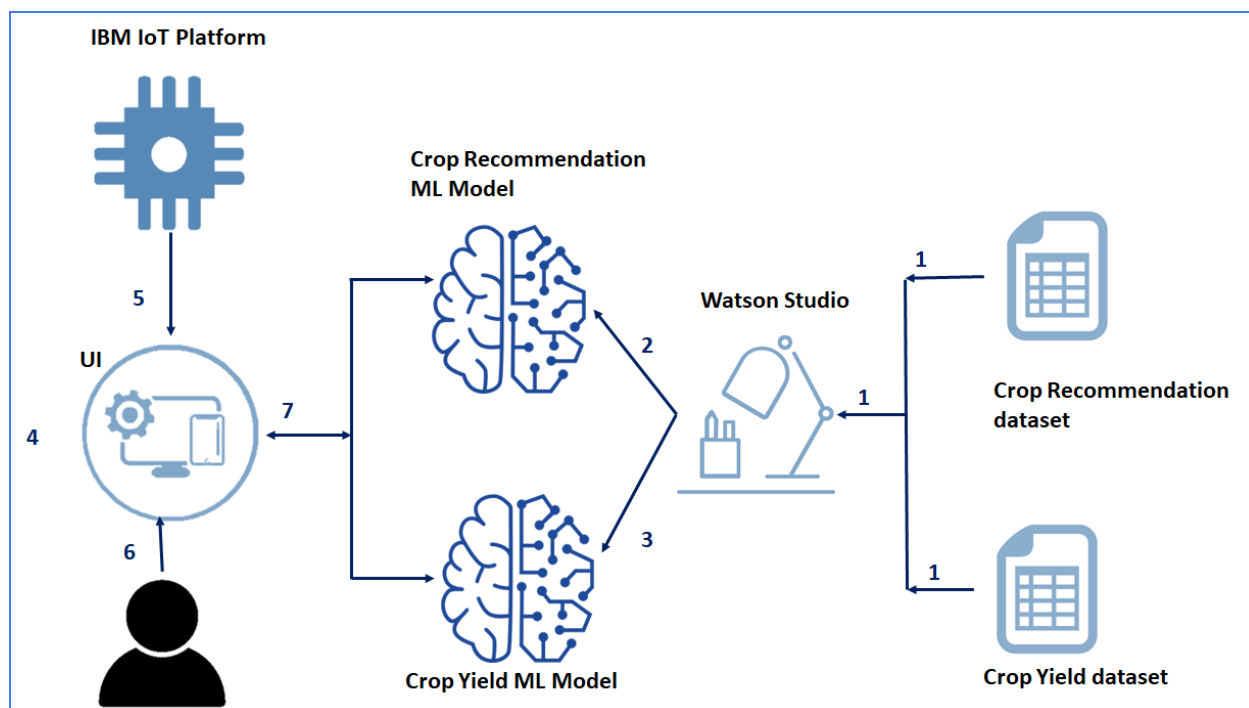 IBM IoT Platform
Crop Recommendation
ML Model
1
5
2
Watson Studio
UI
7
1
Crop Recommendation
dataset
4
3
6
1
Crop Yield ML Model
Crop Yield dataset